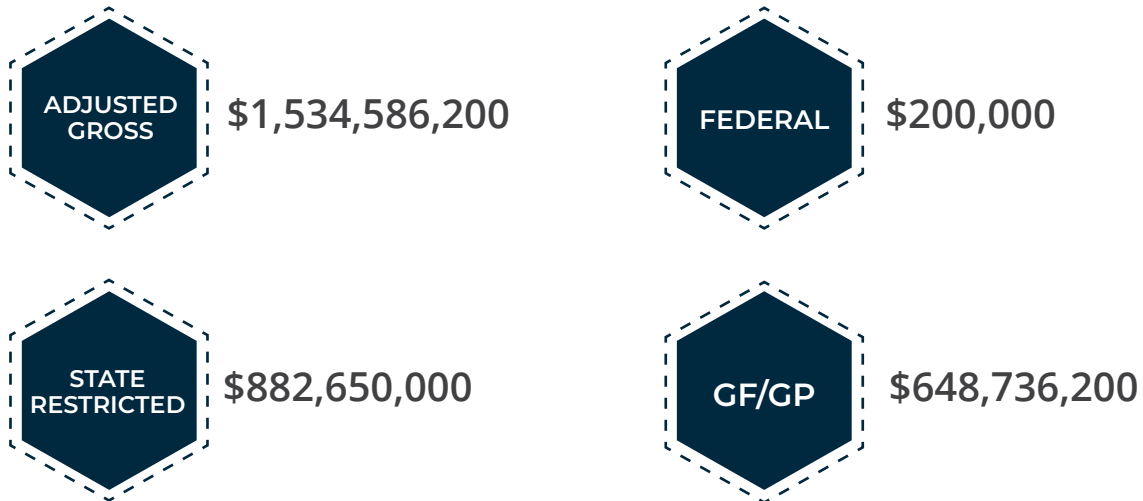 ADJUSTED
GROSS
$1,534,586,200
FEDERAL
$200,000
STATE
RESTRICTED
$882,650,000
GF/GP
$648,736,200